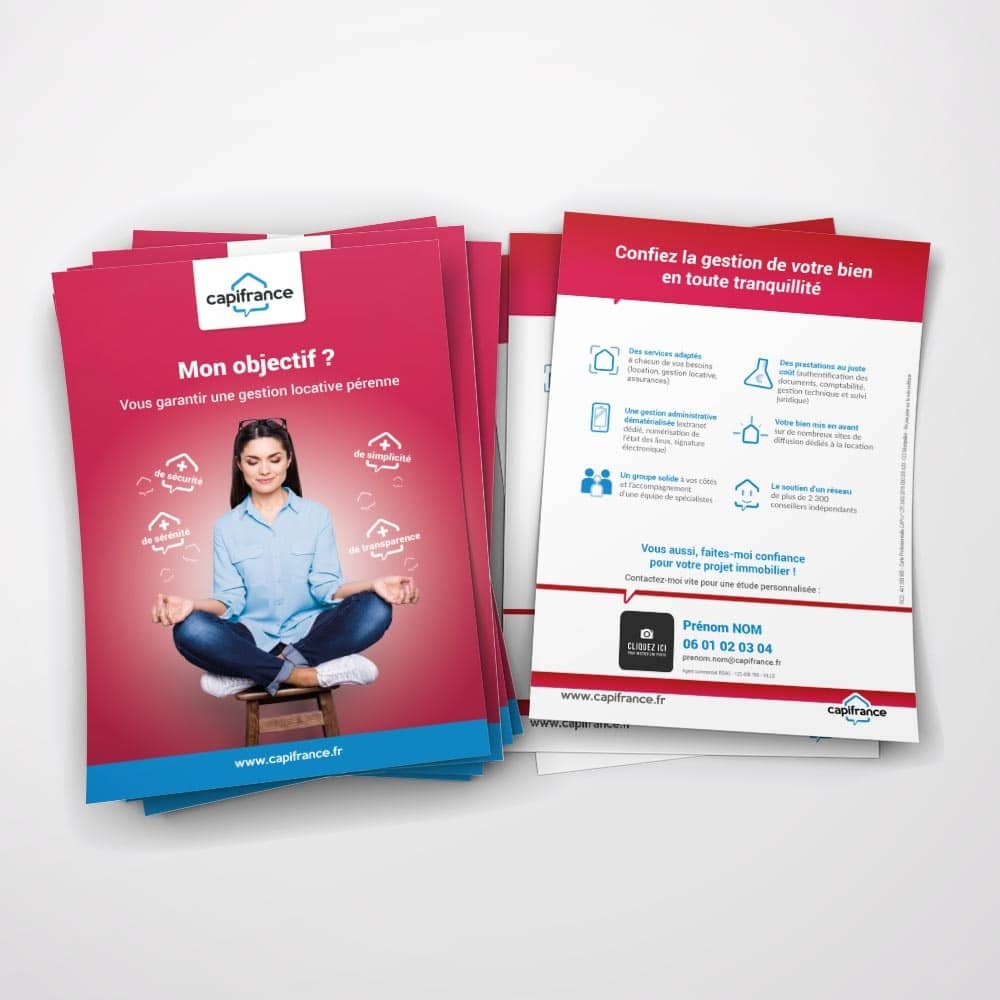 capifrance
Mon objectif ?
Vous garantir une gestion locative pérenne
de sécurité
de simplicité
de sérénité
de transparence
www.capifrance.fr
Confiez la gestion de votre bien
en toute tranquillité
Des services adaptés
à chacun de vos besoins
(location, gestion locative,
assurances)
Des prestations au juste
coût (authentification des
documents, comptabilité,
gestion technique et suivi
juridique)
Une gestion administrative
dématérialisée (extranet
dédié, numérisation de
l'état des lieux, signature
électronique)
Votre bien mis en avant
sur de nombreux sites de
diffusion dédiés à la location
Un groupe solide à vos côtés
et l'accompagnement
d'une équipe de spécialistes
Le soutien d'un réseau
de plus de 2 300
conseillers indépendants
Vous aussi, faites-moi confiance
pour votre projet immobilier !
Contactez-moi vite pour une étude personnalisée :
CLIQUEZ ICI
Prénom NOM
06 01 02 03 04
prenom.nom@capifrance.fr
www.capifrance.fr
capifrance
www.capifrance.fr